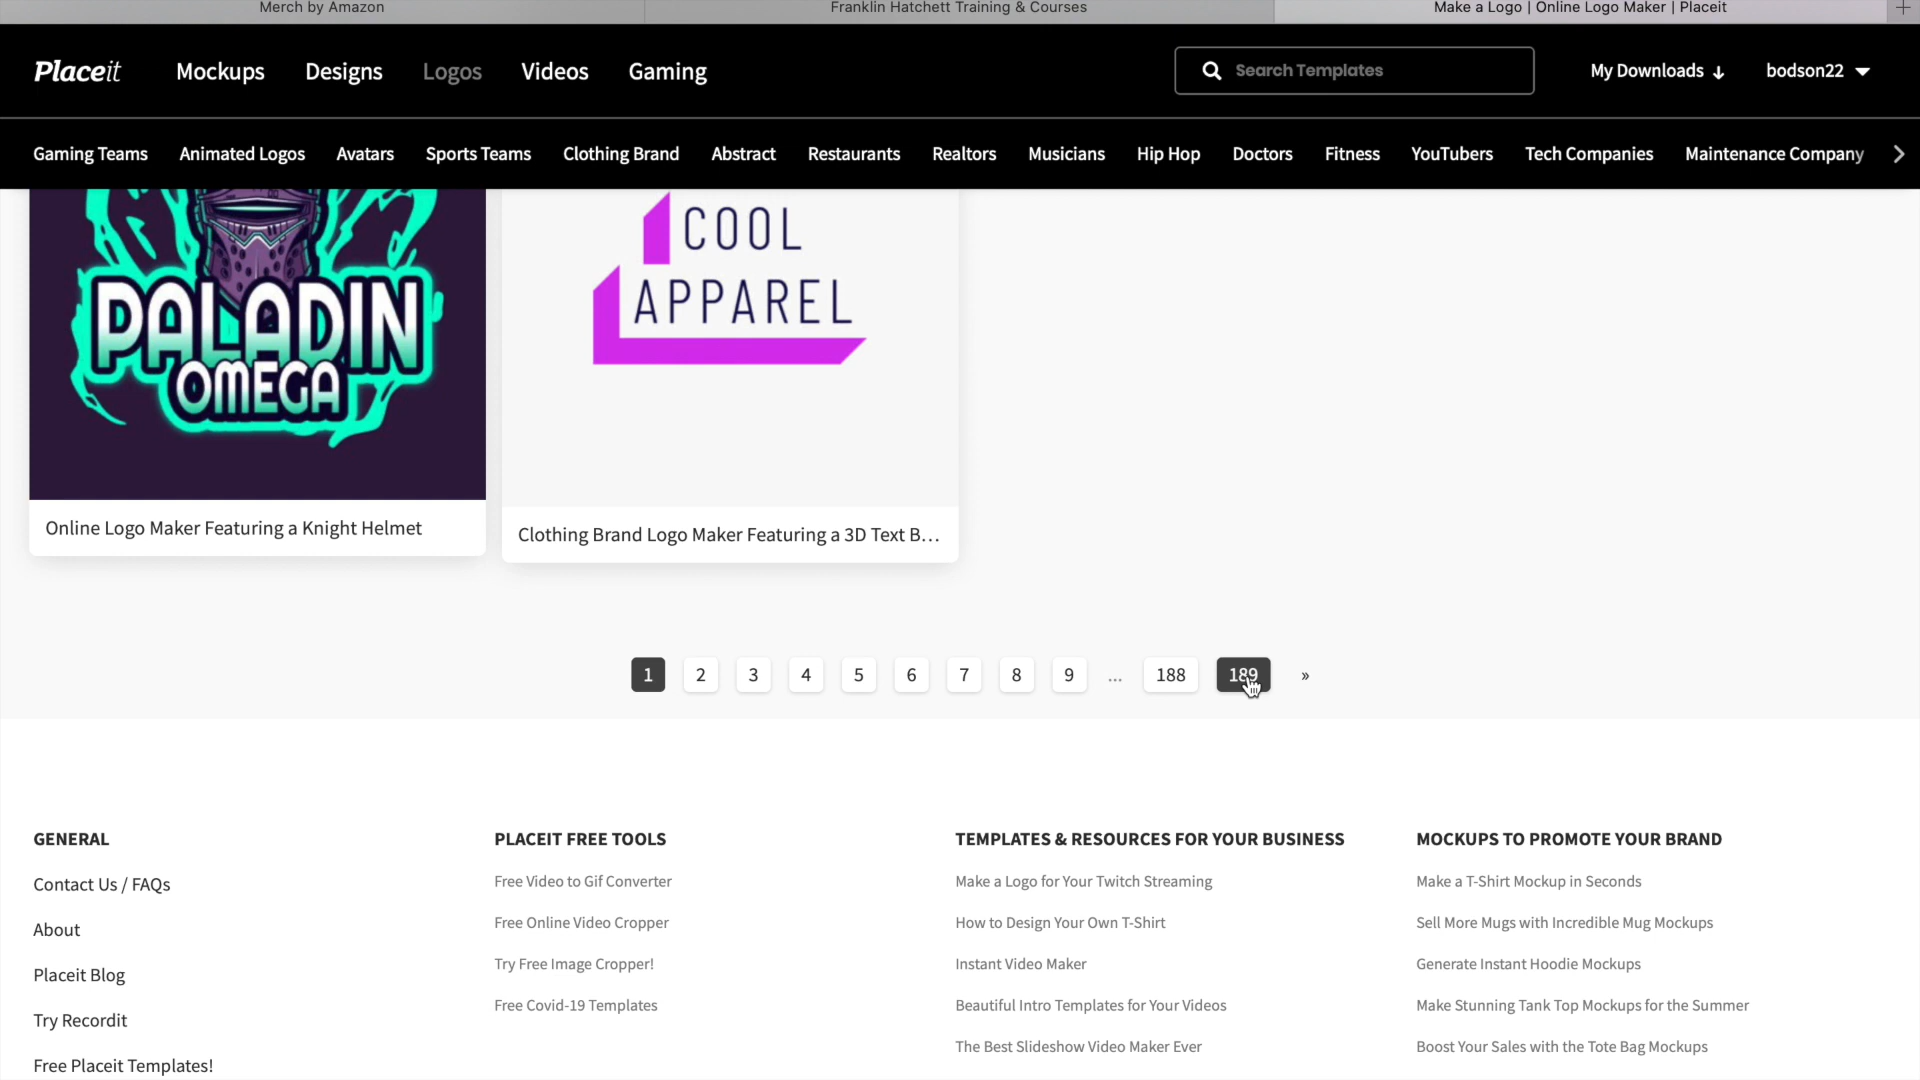 Merch by Amazon
Franklin Hatchett Training & Courses
Make a Logo | Online Logo Maker | Placeit
Placeit
Mockups
Designs
Logos
Videos
Gaming
Search Templates
My Downloads
bodson22
Gaming Teams
Animated Logos
Avatars
Sports Teams
Clothing Brand
Abstract
Restaurants
Realtors
Musicians
Hip Hop
Doctors
Fitness
YouTubers
Tech Companies
Maintenance Company
PALADIN
OMEGA
COOL
APPAREL
Online Logo Maker Featuring a Knight Helmet
Clothing Brand Logo Maker Featuring a 3D Text B...
1 2 3 4 5 6 7 8 9 ... 188 189 »
GENERAL
Contact Us / FAQs
About
Placeit Blog
Try Recordit
Free Placeit Templates!
PLACEIT FREE TOOLS
Free Video to Gif Converter
Free Online Video Cropper
Try Free Image Cropper!
Free Covid-19 Templates
TEMPLATES & RESOURCES FOR YOUR BUSINESS
Make a Logo for Your Twitch Streaming
How to Design Your Own T-Shirt
Instant Video Maker
Beautiful Intro Templates for Your Videos
The Best Slideshow Video Maker Ever
MOCKUPS TO PROMOTE YOUR BRAND
Make a T-Shirt Mockup in Seconds
Sell More Mugs with Incredible Mug Mockups
Generate Instant Hoodie Mockups
Make Stunning Tank Top Mockups for the Summer
Boost Your Sales with the Tote Bag Mockups